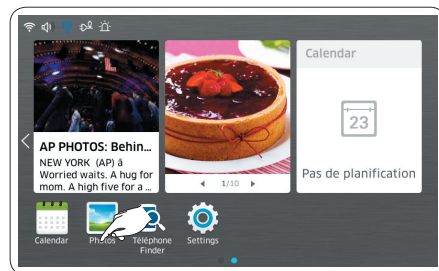 AP PHOTOS: Behin...
NEW YORK (AP) â
Worried waits. A hug for
mom. A high five for a ...
1/10
Calendar
23
Pas de planification
Calendar
Photos
Téléphone
Finder
Settings